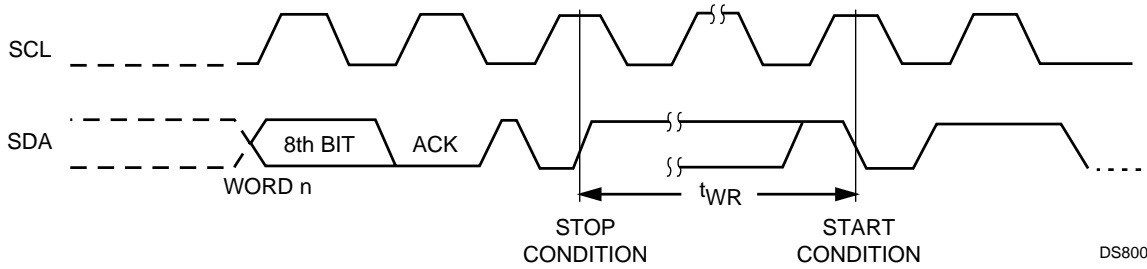 SCL
SDA
8th BIT
ACK
WORD n
tWR
STOP
CONDITION
START
CONDITION
DS800